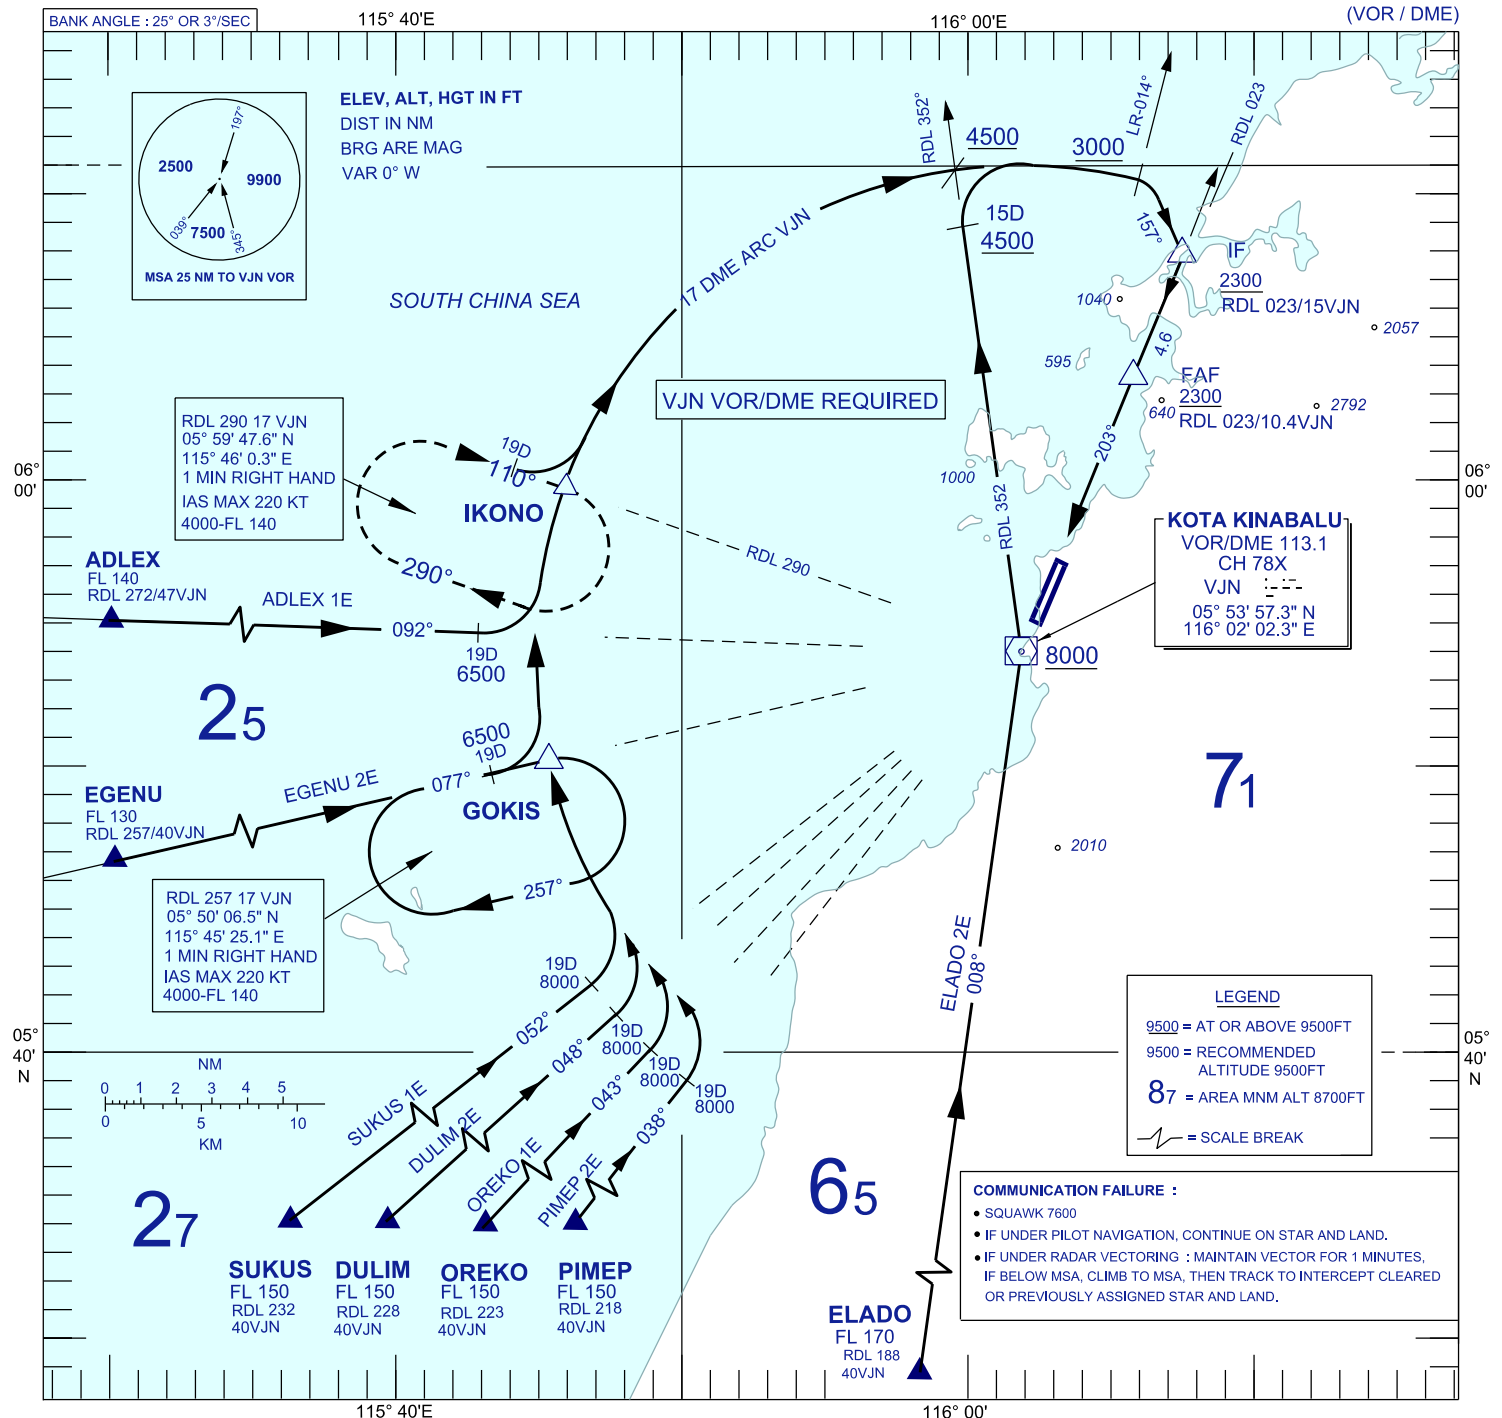 BANK ANGLE : 25° OR 3°/SEC
115° 40'E
116° 00'E
(VOR / DME)
197°
2500
9900
039°
7500
345°
MSA 25 NM TO VJN VOR
ELEV, ALT, HGT IN FT
DIST IN NM
BRG ARE MAG
VAR 0° W
SOUTH CHINA SEA
17 DME ARC VJN
RDL 352°
4500
3000
LR-014°
RDL 023
15D
4500
157°
IF
2300
RDL 023/15VJN
1040
2057
4.6
595
FAF
2300
RDL 023/10.4VJN
640
2792
203°
VJN VOR/DME REQUIRED
RDL 290 17 VJN
05° 59' 47.6" N
115° 46' 0.3" E
1 MIN RIGHT HAND
IAS MAX 220 KT
4000-FL 140
19D
110°
IKONO
290°
RDL 290
1000
RDL 352
06°
00'
06°
00'
KOTA KINABALU
VOR/DME 113.1
CH 78X
VJN
05° 53' 57.3" N
116° 02' 02.3" E
8000
ADLEX
FL 140
RDL 272/47VJN
ADLEX 1E
092°
19D
6500
25
6500
19D
EGENU 2E
077°
GOKIS
EGENU
FL 130
RDL 257/40VJN
257°
RDL 257 17 VJN
05° 50' 06.5" N
115° 45' 25.1" E
1 MIN RIGHT HAND
IAS MAX 220 KT
4000-FL 140
71
2010
19D
8000
19D
8000
19D
8000
19D
8000
052°
048°
043°
038°
SUKUS 1E
DULIM 2E
OREKO 1E
PIMEP 2E
ELADO 2E
008°
05°
40'
N
05°
40'
N
NM
0 1 2 3 4 5
0 5 10
KM
LEGEND
9500 = AT OR ABOVE 9500FT
9500 = RECOMMENDED
ALTITUDE 9500FT
87 = AREA MNM ALT 8700FT
= SCALE BREAK
27
65
SUKUS
FL 150
RDL 232
40VJN
DULIM
FL 150
RDL 228
40VJN
OREKO
FL 150
RDL 223
40VJN
PIMEP
FL 150
RDL 218
40VJN
ELADO
FL 170
RDL 188
40VJN
COMMUNICATION FAILURE :
• SQUAWK 7600
• IF UNDER PILOT NAVIGATION, CONTINUE ON STAR AND LAND.
• IF UNDER RADAR VECTORING : MAINTAIN VECTOR FOR 1 MINUTES,
IF BELOW MSA, CLIMB TO MSA, THEN TRACK TO INTERCEPT CLEARED
OR PREVIOUSLY ASSIGNED STAR AND LAND.
115° 40'E
116° 00'